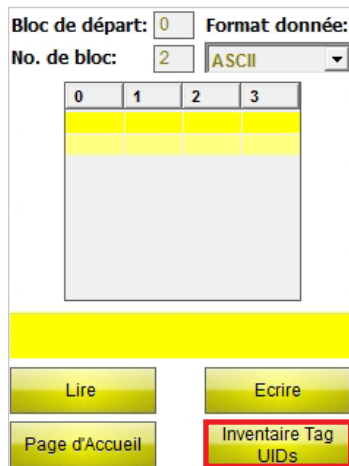 Bloc de départ: 0 Format donnée:
No. de bloc: 2 ASCII
0 1 2 3
Lire Ecrire
Page d'Accueil Inventaire Tag
UIDs